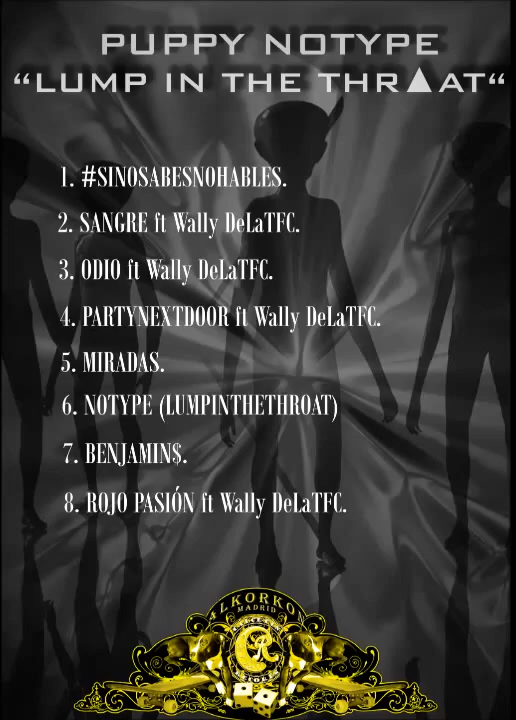 PUPPY NOTYPE
“LUMP IN THE THR▲AT“
1. #SINOSABESNOHABLES.
2. SANGRE ft Wally DeLaTFC.
3. ODIO ft Wally DeLaTFC.
4. PARTYNEXTDOOR ft Wally DeLaTFC.
5. MIRADAS.
6. NOTYPE (LUMPINTHETHROAT)
7. BENJAMIN$.
8. ROJO PASIÓN ft Wally DeLaTFC.
ALKORKON
MADRID